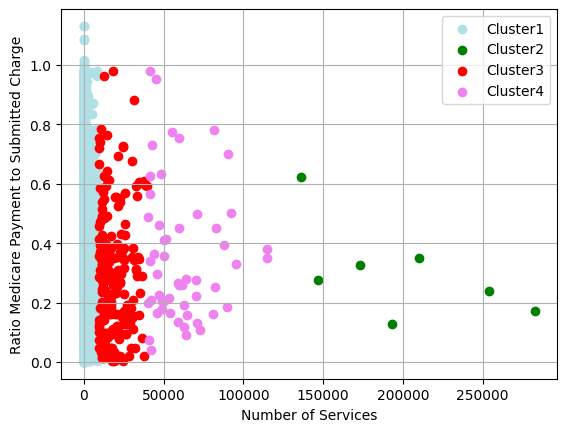 Cluster1
Cluster2
Cluster3
Cluster4
Ratio Medicare Payment to Submitted Charge
1.0
0.8
0.6
0.4
0.2
0.0
0
50000
100000
150000
200000
250000
Number of Services